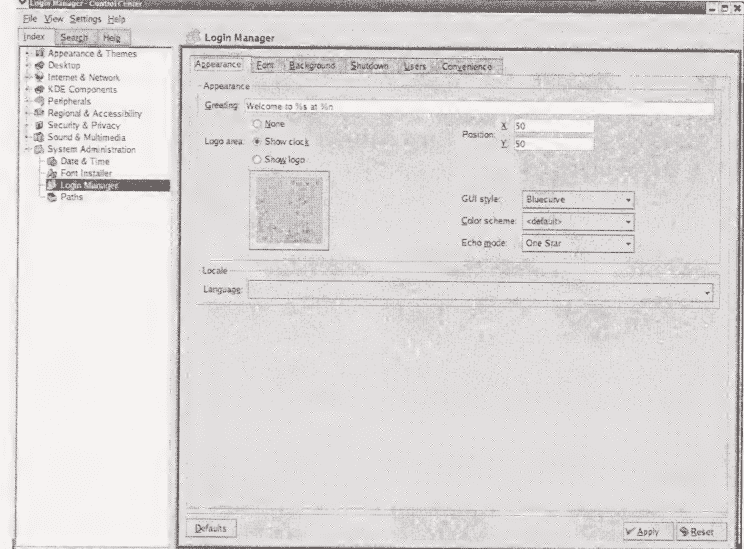 Login Manager - Control Center
File View Settings Help
Index Search Help
Login Manager
Appearance & Themes
Desktop
Internet & Network
KDE Components
Peripherals
Regional & Accessibility
Security & Privacy
Sound & Multimedia
System Administration
Date & Time
Font Installer
Login Manager
Paths
Appearance Font Background Shutdown Users Convenience
Appearance
Greeting: Welcome to %s at %n
Logo area:
None
Show clock
Show logo
Position:
X: 50
Y: 50
GUI style: Bluecurve
Color scheme: <default>
Echo mode: One Star
Locale
Language:
Defaults
Apply
Reset